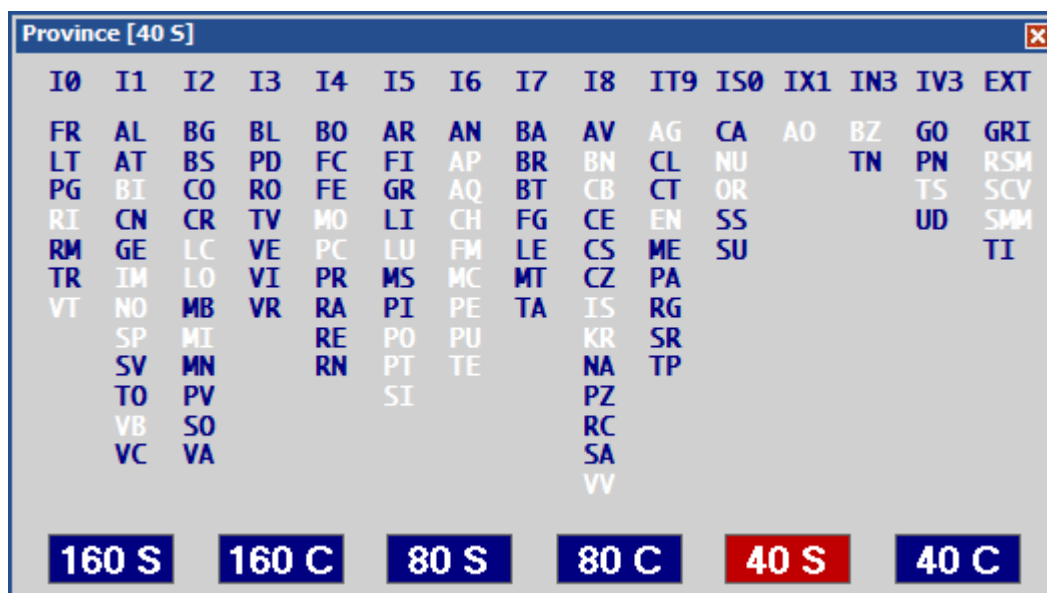 Province [40 S]
I0 I1 I2 I3 I4 I5 I6 I7 I8 IT9 IS0 IX1 IN3 IV3 EXT
FR AL BG BL BO AR AN BA AV AG CA AO BZ GO GRI
LT AT BS PD FC FI AP BR BN CL NU TN PN RSM
PG BI CO RO FE GR AQ BT CB CT OR TS SCV
RI CN CR TV MO LI CH FG CE EN SS UD SMM
RM GE LC VE PC LU FM LE CS ME SU TI
TR IM LO VI PR MS MC MT CZ PA
VT NO MB VR RA PI PE TA IS RG
SP MI RE PO PU KR SR
SV MN RN PT TE NA TP
TO PV SI PZ
VB SO RC
VC VA SA
VV
160 S 160 C 80 S 80 C 40 S 40 C